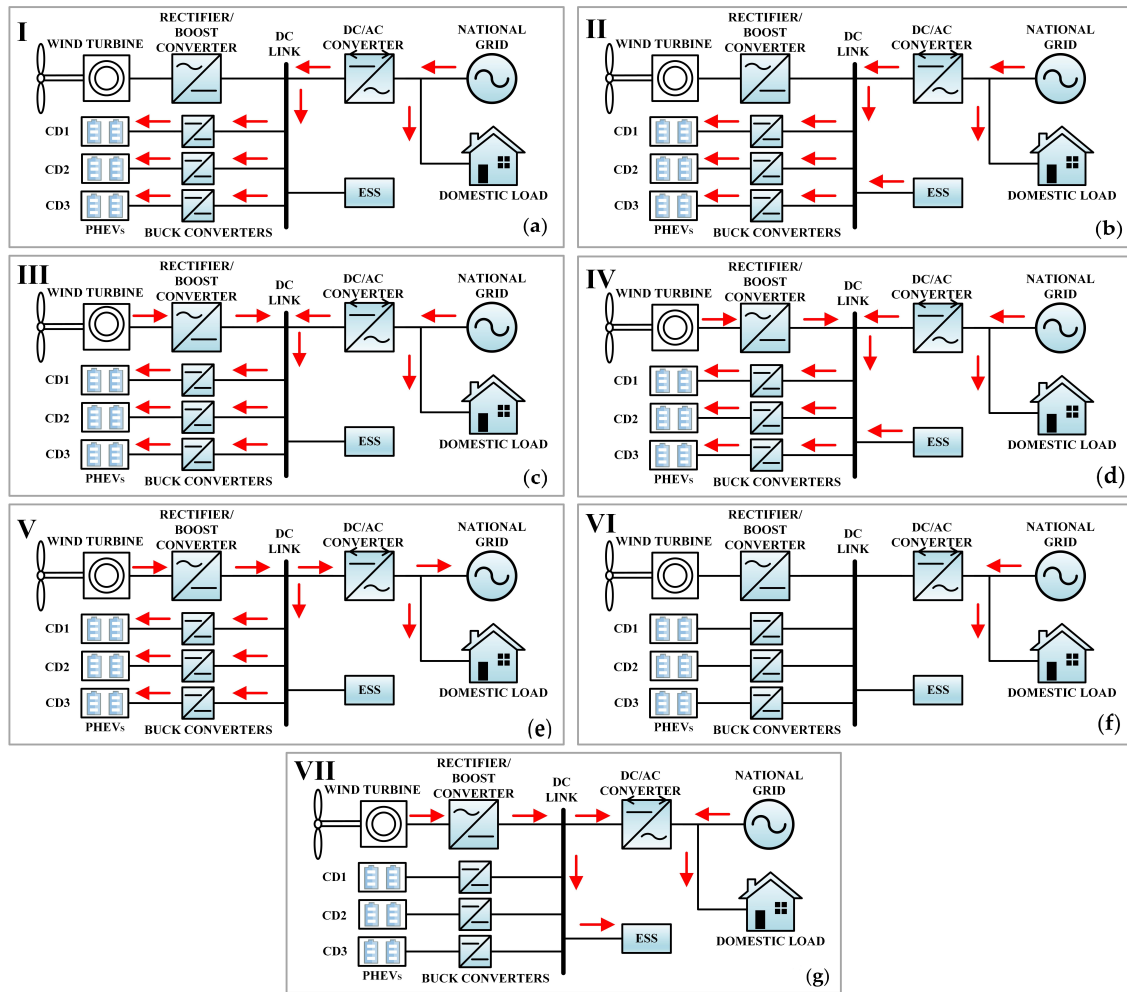 I
WIND TURBINE
RECTIFIER/
BOOST
CONVERTER
DC
LINK
DC/AC
CONVERTER
NATIONAL
GRID
CD1
CD2
CD3
PHEVs
BUCK CONVERTERS
ESS
DOMESTIC LOAD
(a)
II
WIND TURBINE
RECTIFIER/
BOOST
CONVERTER
DC
LINK
DC/AC
CONVERTER
NATIONAL
GRID
CD1
CD2
CD3
PHEVs
BUCK CONVERTERS
ESS
DOMESTIC LOAD
(b)
III
WIND TURBINE
RECTIFIER/
BOOST
CONVERTER
DC
LINK
DC/AC
CONVERTER
NATIONAL
GRID
CD1
CD2
CD3
PHEVs
BUCK CONVERTERS
ESS
DOMESTIC LOAD
(c)
IV
WIND TURBINE
RECTIFIER/
BOOST
CONVERTER
DC
LINK
DC/AC
CONVERTER
NATIONAL
GRID
CD1
CD2
CD3
PHEVs
BUCK CONVERTERS
ESS
DOMESTIC LOAD
(d)
V
WIND TURBINE
RECTIFIER/
BOOST
CONVERTER
DC
LINK
DC/AC
CONVERTER
NATIONAL
GRID
CD1
CD2
CD3
PHEVs
BUCK CONVERTERS
ESS
DOMESTIC LOAD
(e)
VI
WIND TURBINE
RECTIFIER/
BOOST
CONVERTER
DC
LINK
DC/AC
CONVERTER
NATIONAL
GRID
CD1
CD2
CD3
PHEVs
BUCK CONVERTERS
ESS
DOMESTIC LOAD
(f)
VII
WIND TURBINE
RECTIFIER/
BOOST
CONVERTER
DC
LINK
DC/AC
CONVERTER
NATIONAL
GRID
CD1
CD2
CD3
PHEVs
BUCK CONVERTERS
ESS
DOMESTIC LOAD
(g)